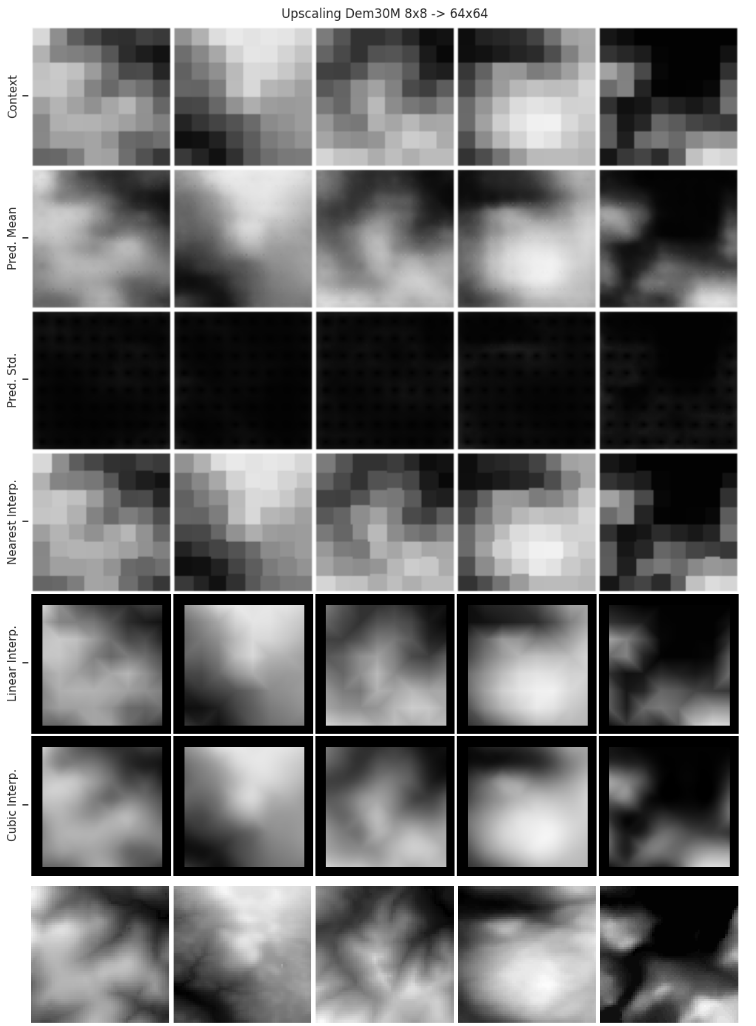 Upscaling Dem30M 8x8 -> 64x64
Context
Pred. Mean
Pred. Std.
Nearest Interp.
Linear Interp.
Cubic Interp.